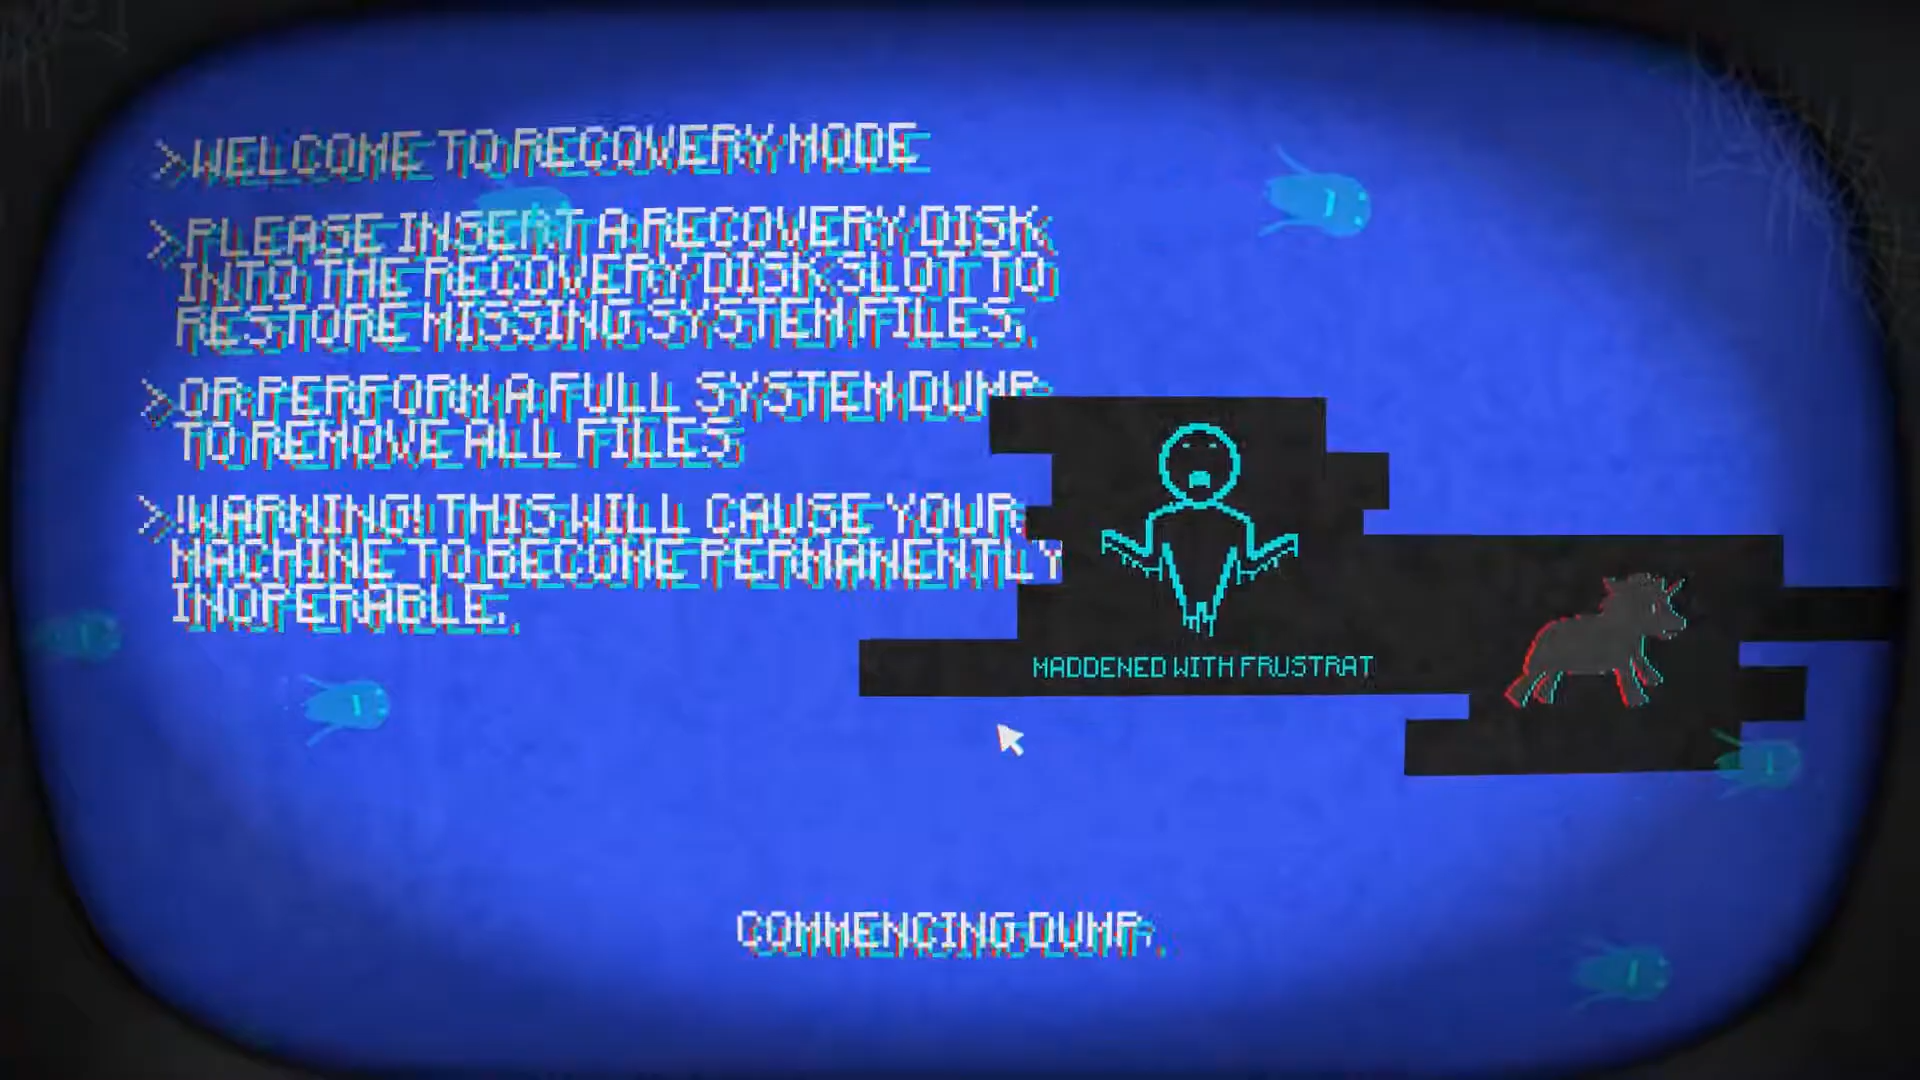 >WELCOME TO RECOVERY MODE
>PLEASE INSERT A RECOVERY DISK
INTO THE RECOVERY DISK SLOT TO
RESTORE MISSING SYSTEM FILES.
>OR PERFORM A FULL SYSTEM DUMP
TO REMOVE ALL FILES
>!WARNING! THIS WILL CAUSE YOUR
MACHINE TO BECOME PERMANENTLY
INOPERABLE.
MADDENED WITH FRUSTRAT
COMMENCING DUMP.